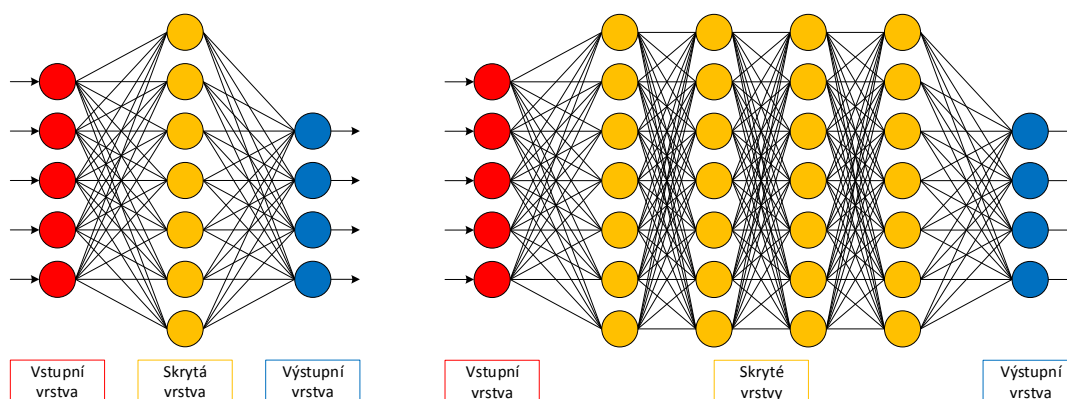 Vstupní
vrstva
Skrytá
vrstva
Výstupní
vrstva
Vstupní
vrstva
Skryté
vrstvy
Výstupní
vrstva